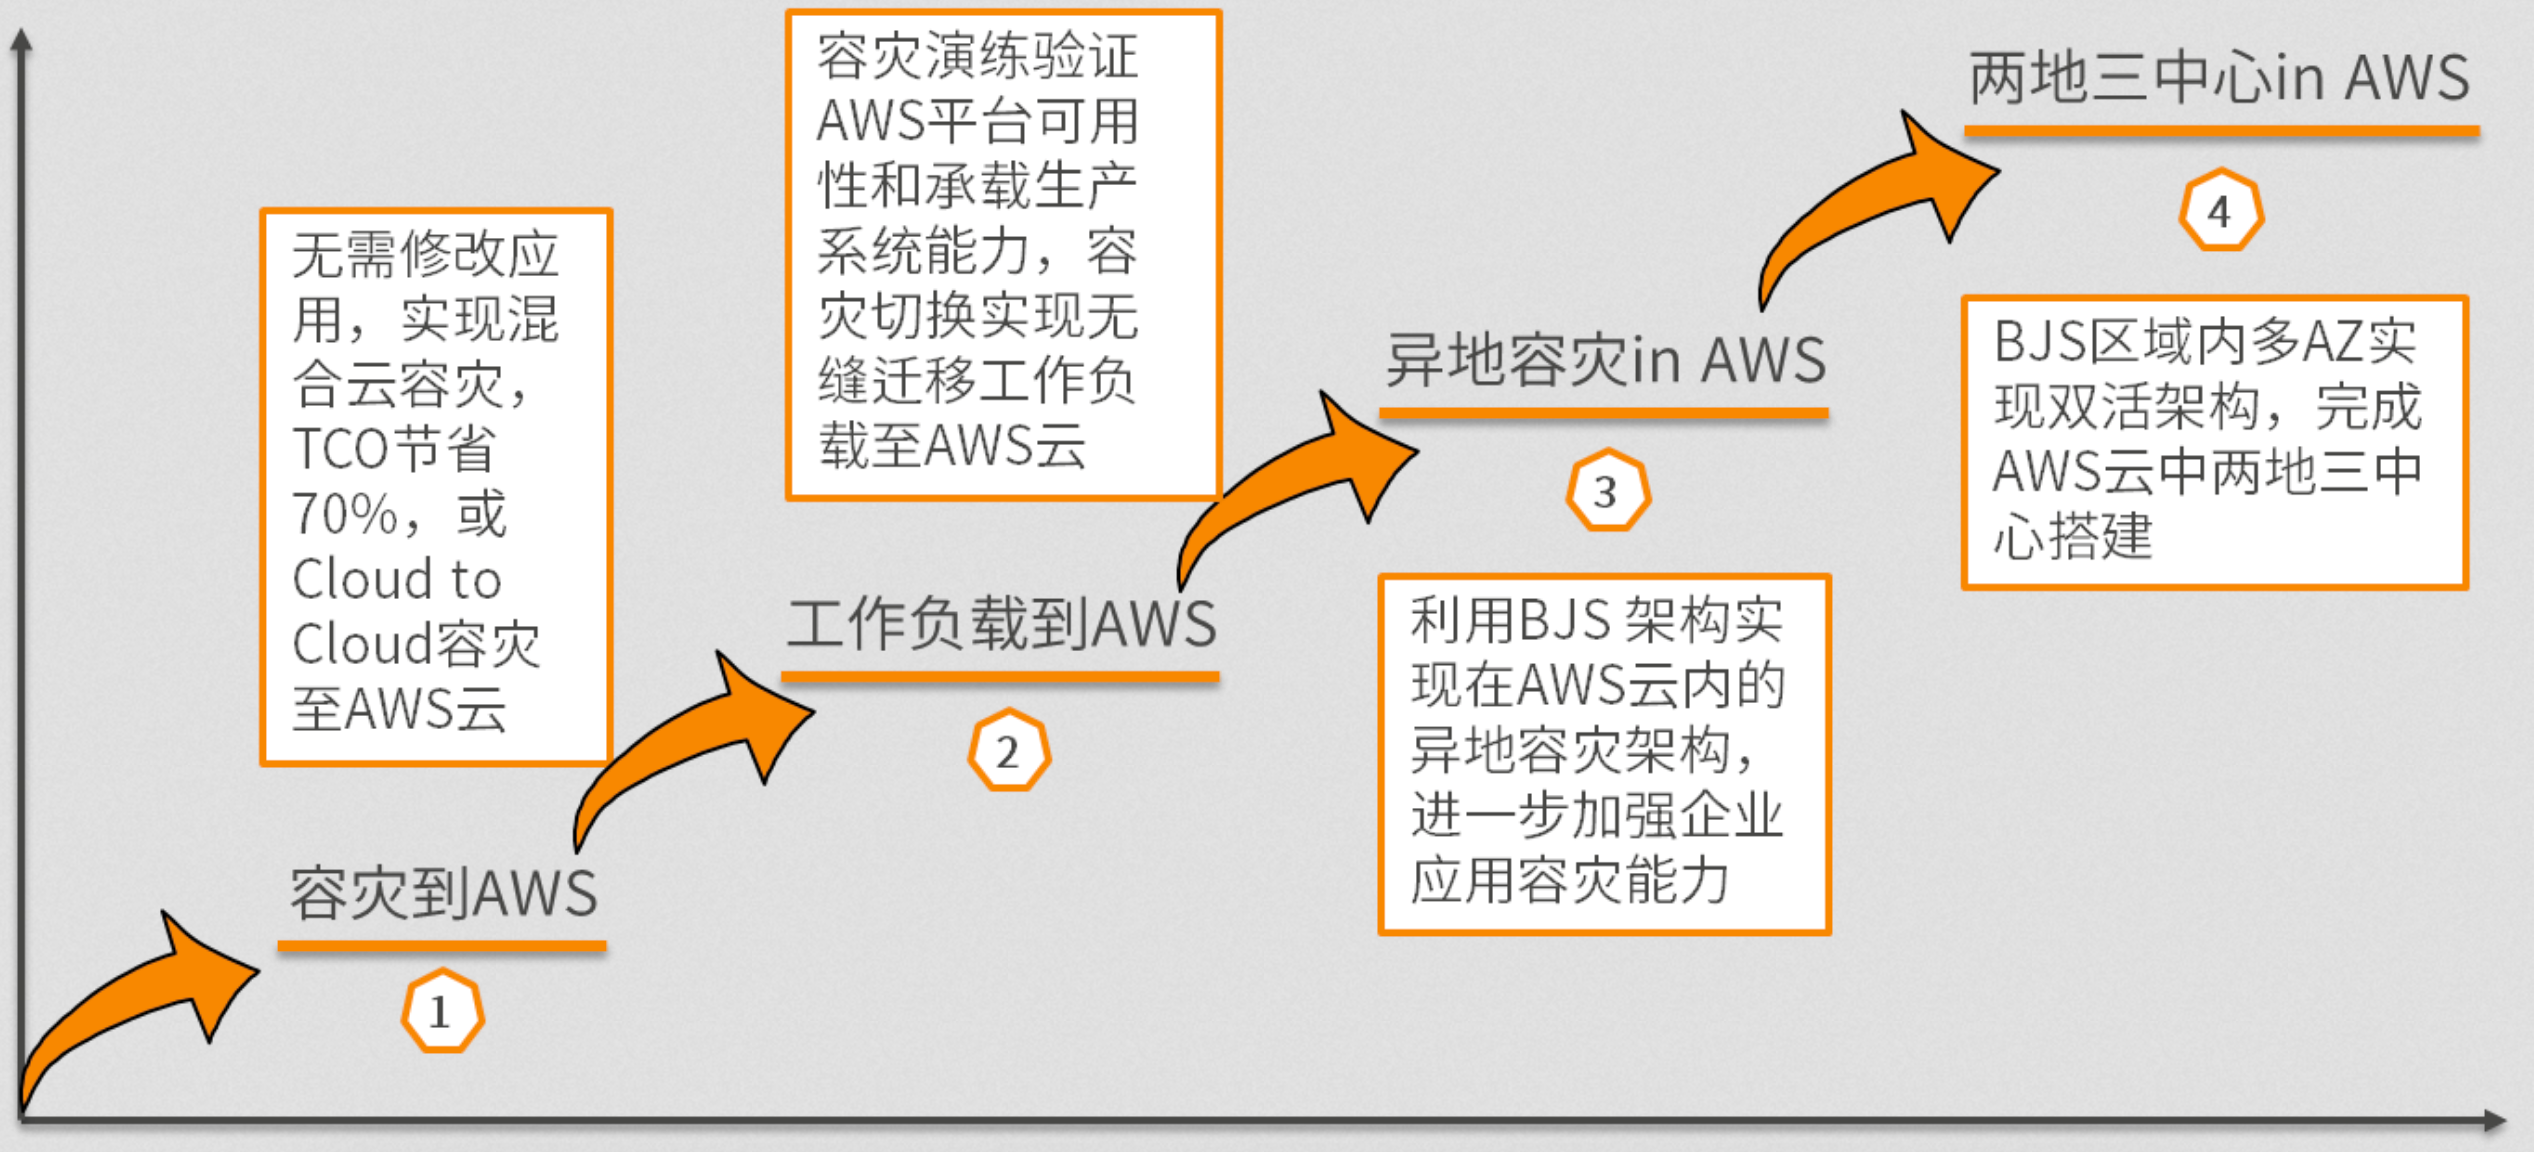 无需修改应
用，实现混
合云容灾，
TCO节省
70%，或
Cloud to
Cloud容灾
至AWS云
容灾到AWS
1
容灾演练验证
AWS平台可用
性和承载生产
系统能力，容
灾切换实现无
缝迁移工作负
载至AWS云
工作负载到AWS
2
异地容灾in AWS
3
利用BJS 架构实
现在AWS云内的
异地容灾架构，
进一步加强企业
应用容灾能力
两地三中心in AWS
4
BJS区域内多AZ实
现双活架构，完成
AWS云中两地三中
心搭建